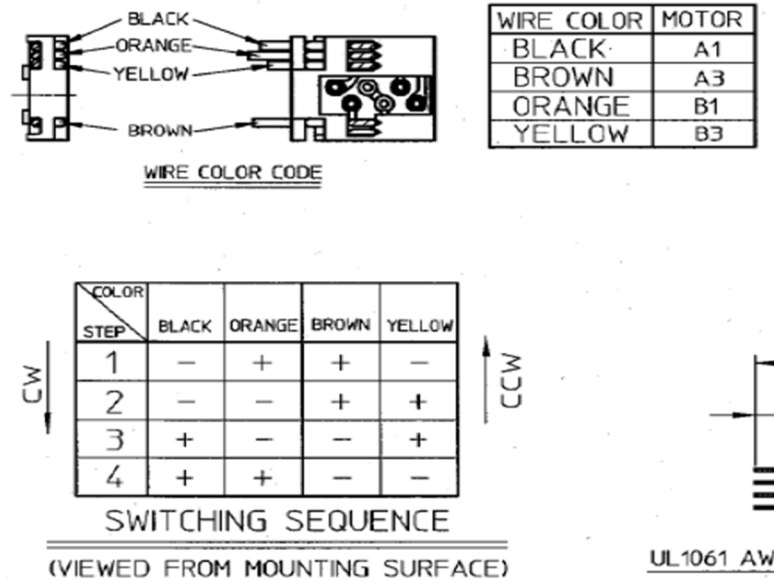 BLACK
ORANGE
YELLOW
BROWN
WIRE COLOR CODE
WIRE COLOR MOTOR
BLACK A1
BROWN A3
ORANGE B1
YELLOW B3
COLOR
STEP BLACK ORANGE BROWN YELLOW
1 − + + −
2 − − + +
3 + − − +
4 + + − −
CW
CCW
SWITCHING SEQUENCE
(VIEWED FROM MOUNTING SURFACE)
UL1061 AW